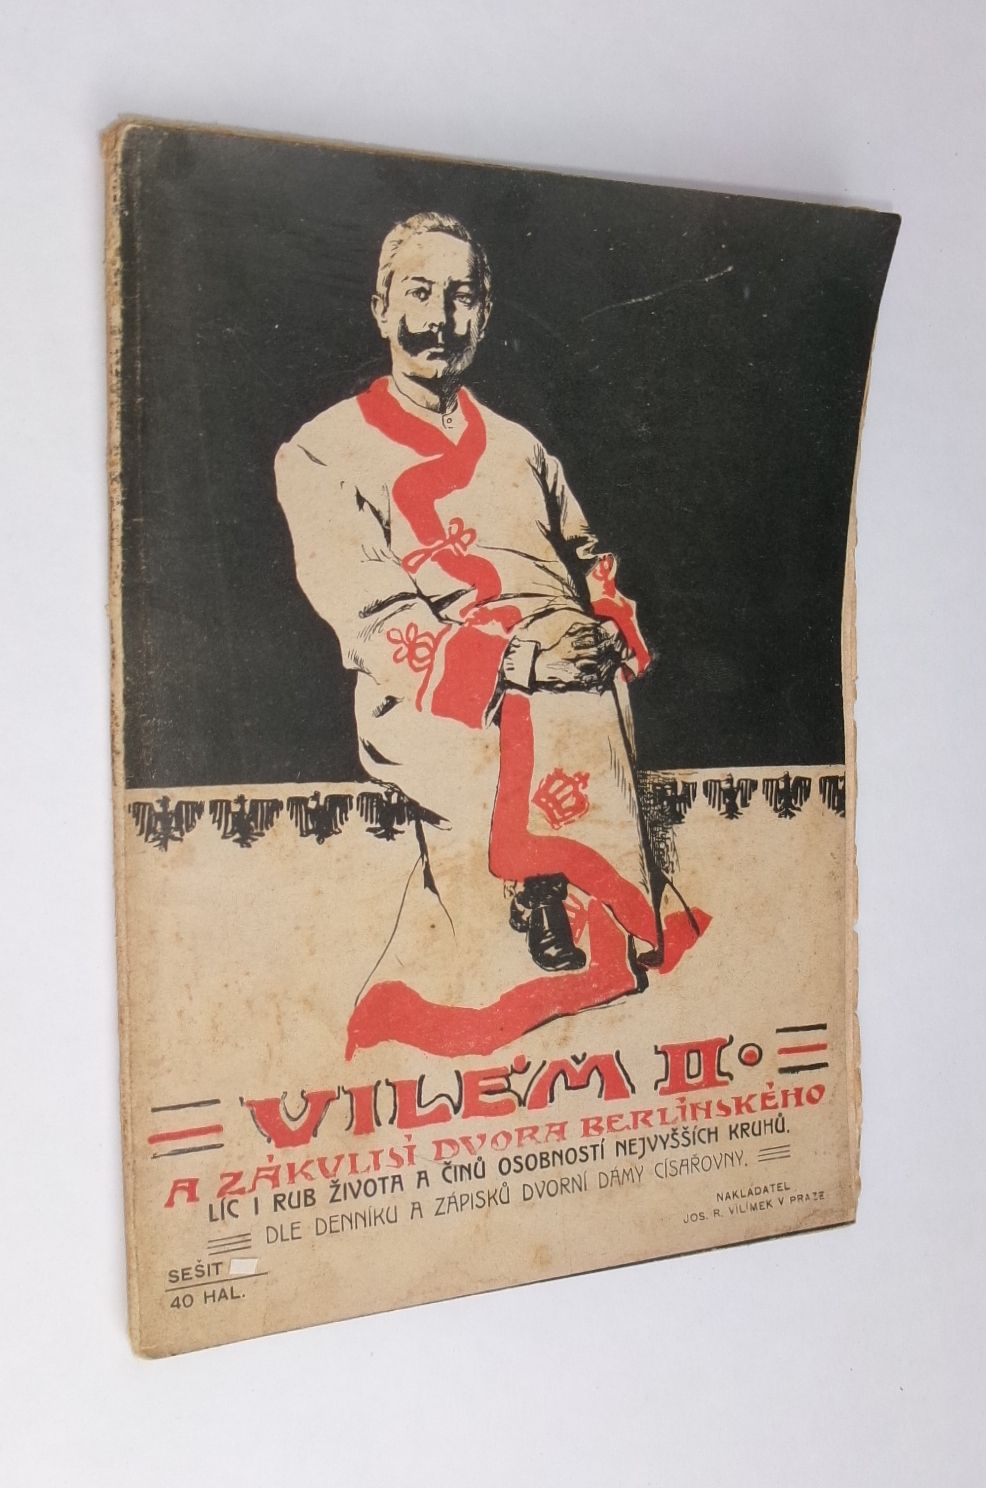 VILÉM II.
A ZÁKULISÍ DVORA BERLÍNSKÉHO
LÍC I RUB ŽIVOTA A ČINŮ OSOBNOSTÍ NEJVYŠŠÍCH KRUHŮ.
DLE DENNÍKU A ZÁPISKŮ DVORNÍ DÁMY CÍSAŘOVNY.
NAKLADATEL
JOS. R. VILÍMEK V PRAZE
SEŠIT
40 HAL.